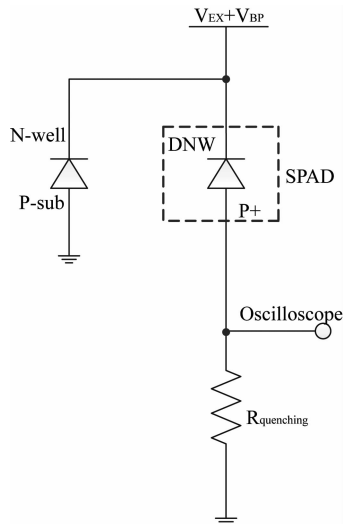 VEX+VBP
N-well
DNW
P-sub
SPAD
P+
Oscilloscope
Rquenching